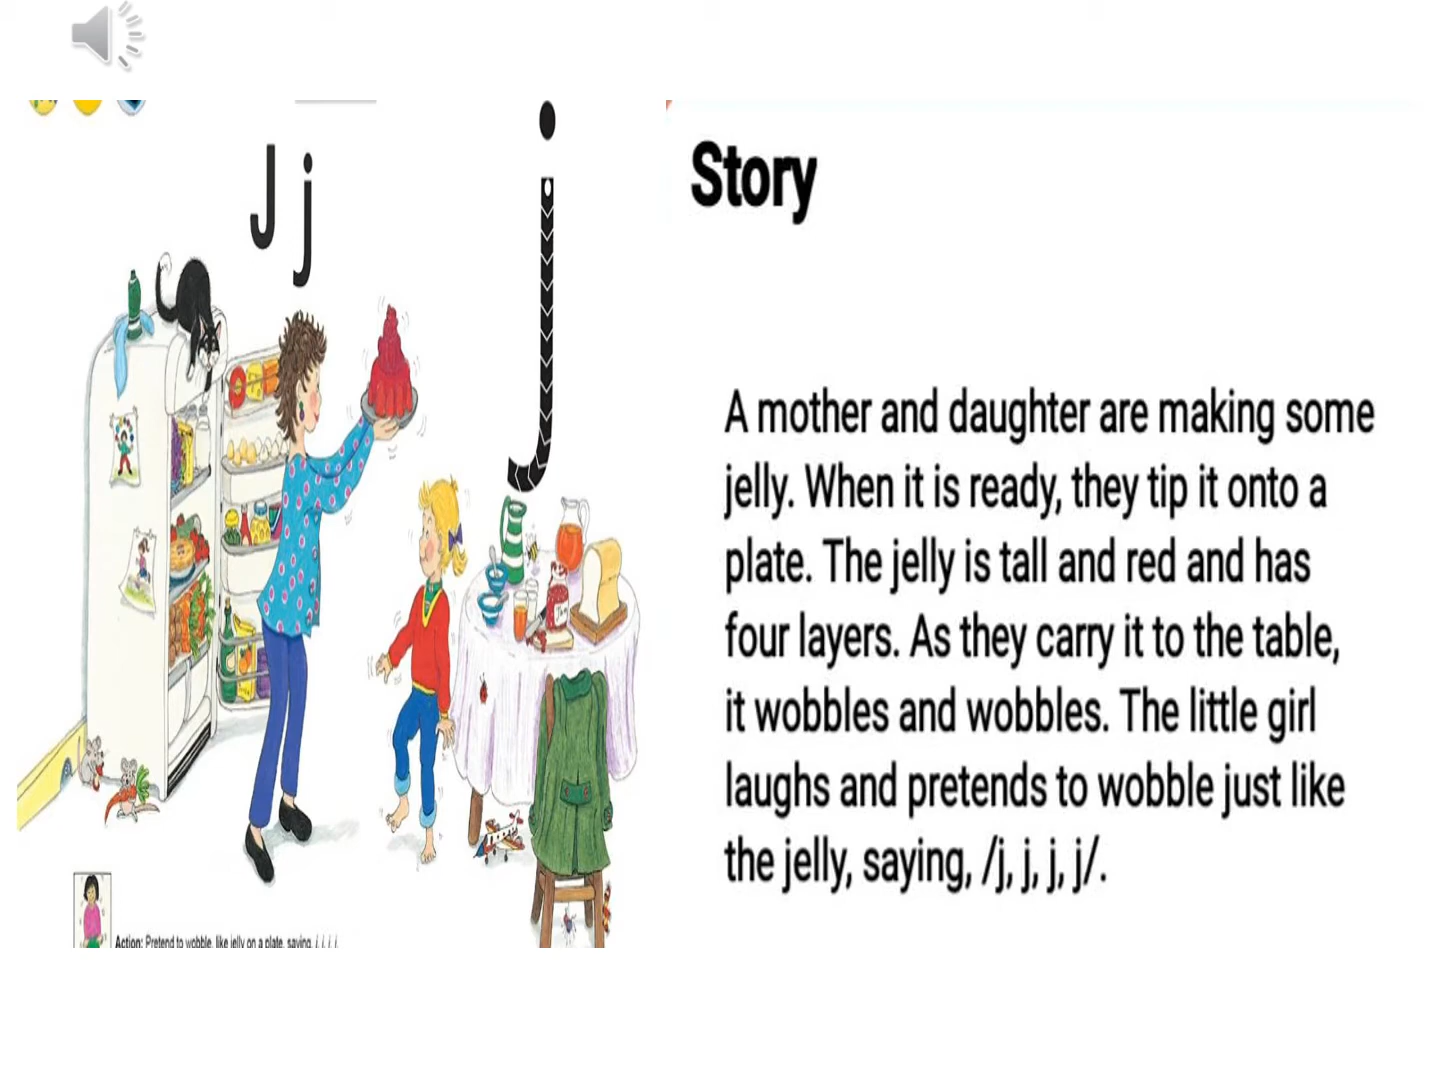 J j
j
Action: Pretend to wobble, like jelly on a plate, saying, j, j, j, j.
Story
A mother and daughter are making some
jelly. When it is ready, they tip it onto a
plate. The jelly is tall and red and has
four layers. As they carry it to the table,
it wobbles and wobbles. The little girl
laughs and pretends to wobble just like
the jelly, saying, /j, j, j, j/.